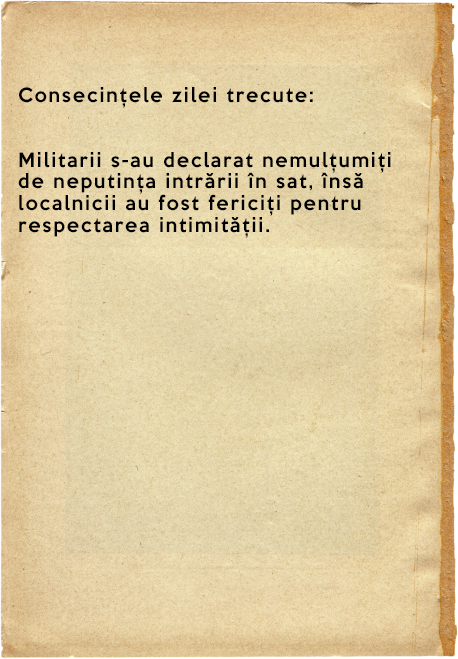 Consecințele zilei trecute:
Militarii s-au declarat nemulțumiți
de neputința intrării în sat, însă
localnicii au fost fericiți pentru
respectarea intimității.